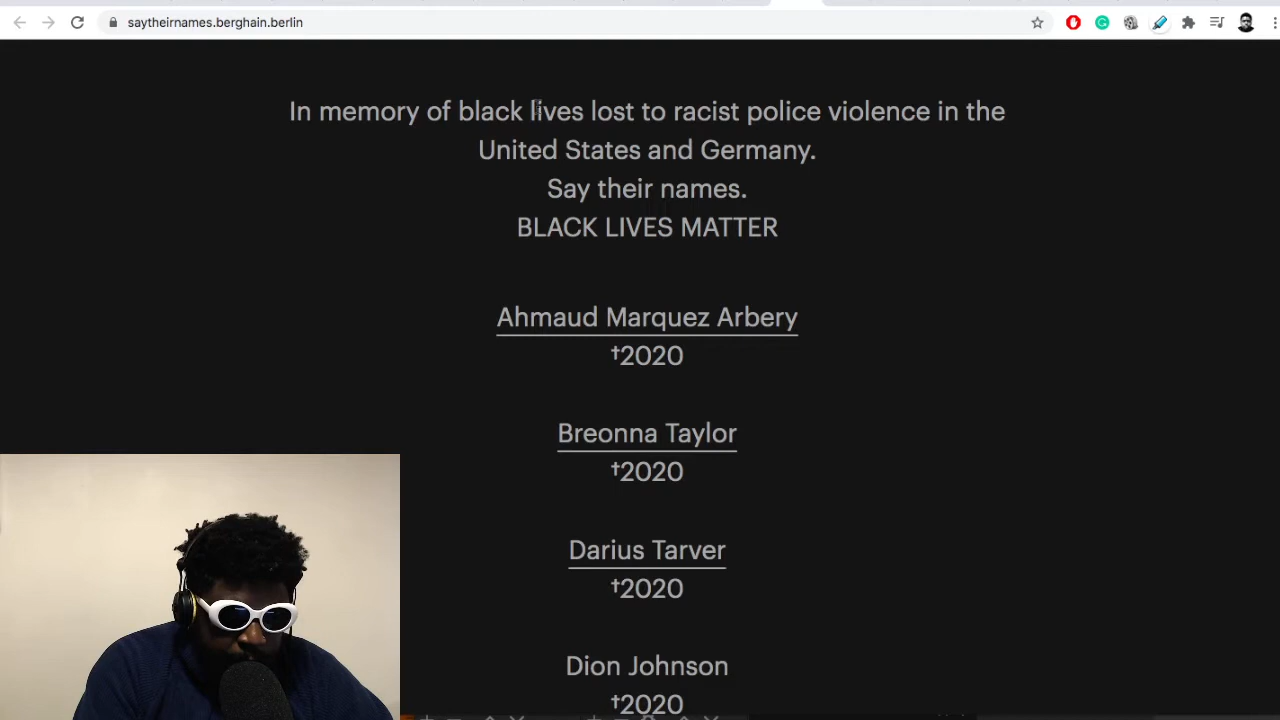 saytheirnames.berghain.berlin
In memory of black lives lost to racist police violence in the
United States and Germany.
Say their names.
BLACK LIVES MATTER
Ahmaud Marquez Arbery
†2020
Breonna Taylor
†2020
Darius Tarver
†2020
Dion Johnson
†2020